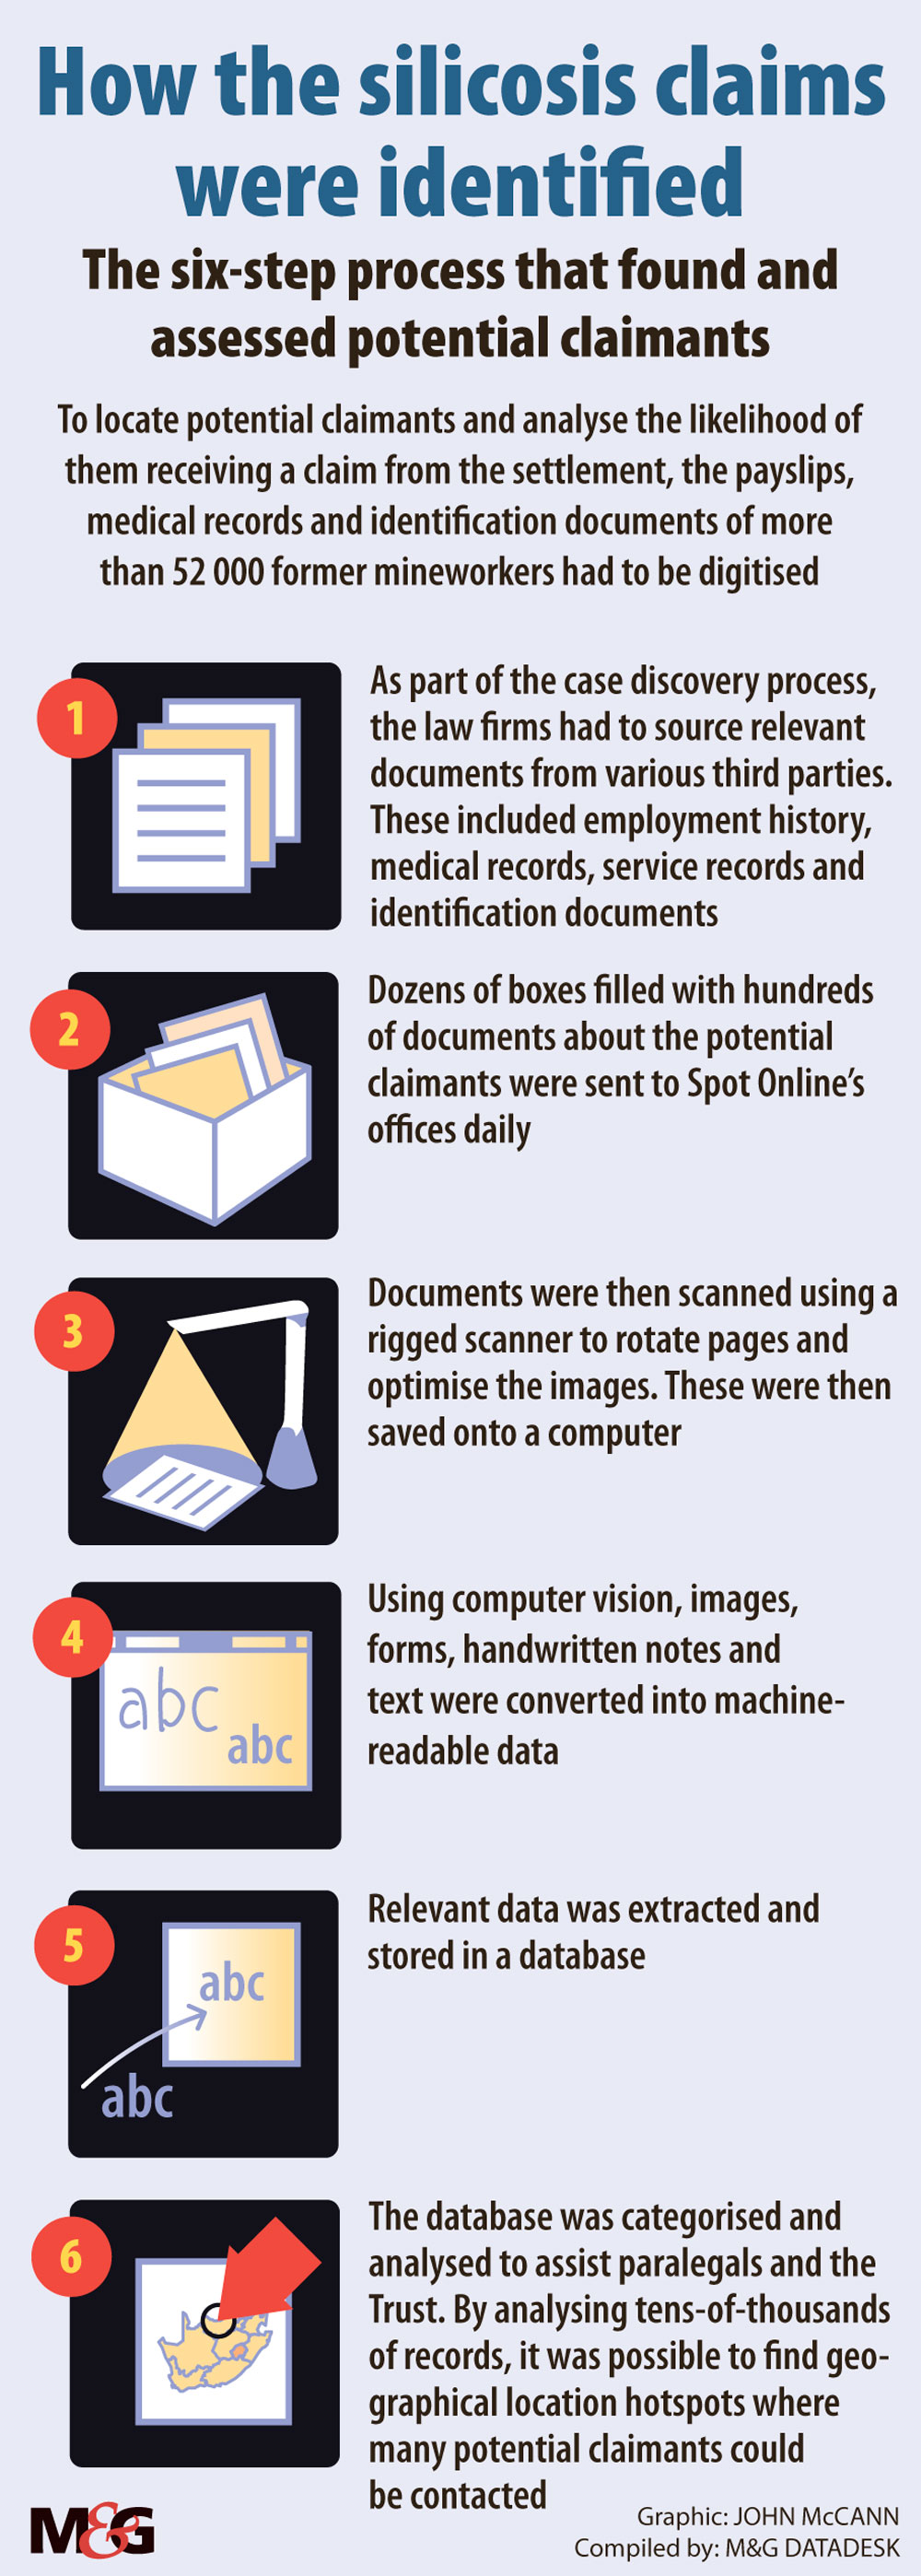 How the silicosis claims
were identified
The six-step process that found and
assessed potential claimants
To locate potential claimants and analyse the likelihood of
them receiving a claim from the settlement, the payslips,
medical records and identification documents of more
than 52 000 former mineworkers had to be digitised
1
As part of the case discovery process,
the law firms had to source relevant
documents from various third parties.
These included employment history,
medical records, service records and
identification documents
2
Dozens of boxes filled with hundreds
of documents about the potential
claimants were sent to Spot Online’s
offices daily
3
Documents were then scanned using a
rigged scanner to rotate pages and
optimise the images. These were then
saved onto a computer
4
abc
abc
Using computer vision, images,
forms, handwritten notes and
text were converted into machine-
readable data
5
abc
abc
Relevant data was extracted and
stored in a database
6
The database was categorised and
analysed to assist paralegals and the
Trust. By analysing tens-of-thousands
of records, it was possible to find geo-
graphical location hotspots where
many potential claimants could
be contacted
M&G
Graphic: JOHN McCANN
Compiled by: M&G DATADESK